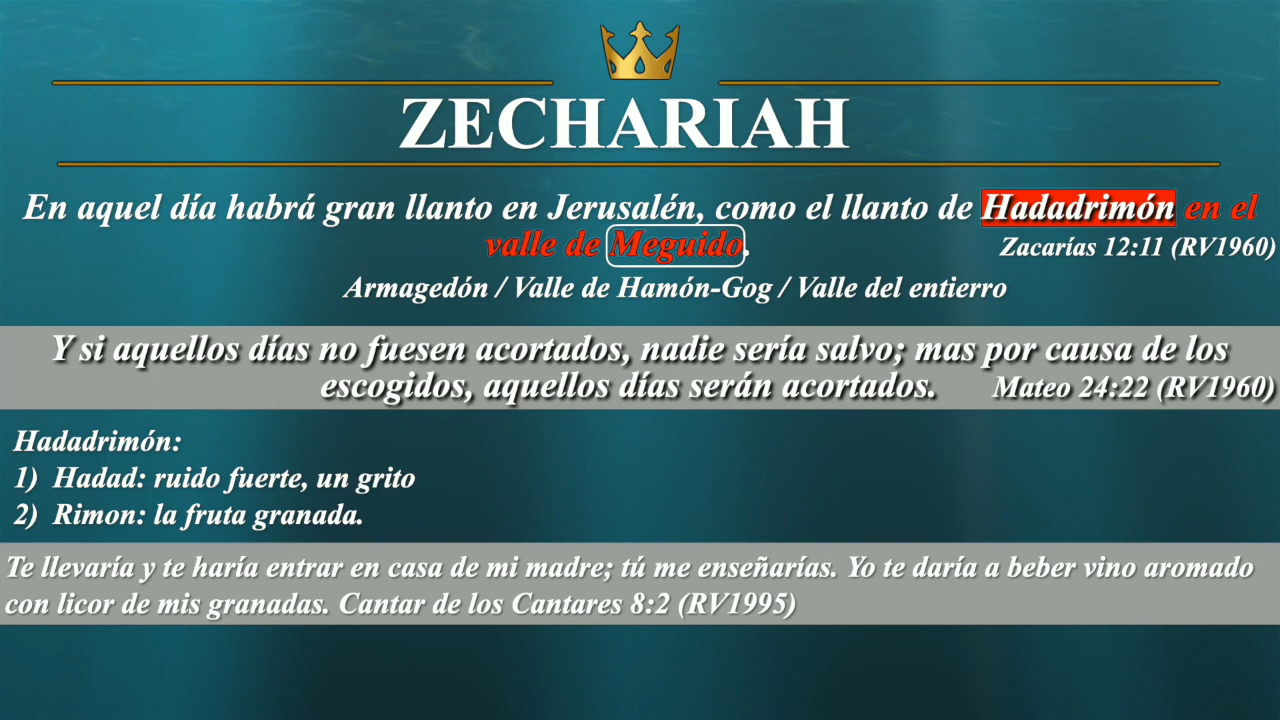 ZECHARIAH
En aquel día habrá gran llanto en Jerusalén, como el llanto de Hadadrimón en el
valle de Meguido.
Zacarías 12:11 (RV1960)
Armagedón / Valle de Hamón-Gog / Valle del entierro
Y si aquellos días no fuesen acortados, nadie sería salvo; mas por causa de los
escogidos, aquellos días serán acortados.
Mateo 24:22 (RV1960)
Hadadrimón:
1) Hadad: ruido fuerte, un grito
2) Rimon: la fruta granada.
Te llevaría y te haría entrar en casa de mi madre; tú me enseñarías. Yo te daría a beber vino aromado
con licor de mis granadas. Cantar de los Cantares 8:2 (RV1995)